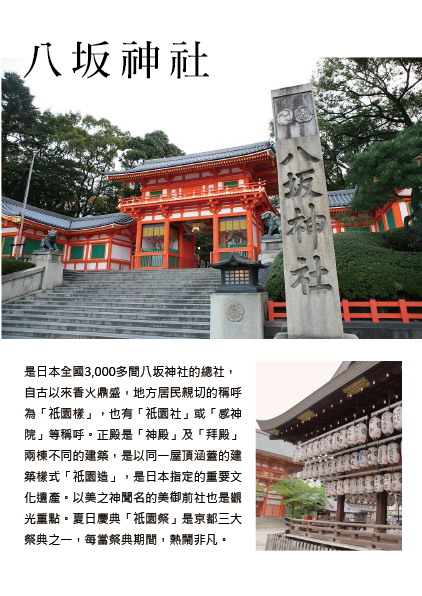 八坂神社
八坂神社
是日本全國3,000多間八坂神社的總社，
自古以來香火鼎盛，地方居民親切的稱呼
為「祇園樣」，也有「祇園社」或「感神
院」等稱呼。正殿是「神殿」及「拜殿」
兩棟不同的建築，是以同一屋頂涵蓋的建
築樣式「祇園造」，是日本指定的重要文
化遺產。以美之神聞名的美御前社也是觀
光重點。夏日慶典「祇園祭」是京都三大
祭典之一，每當祭典期間，熱鬧非凡。